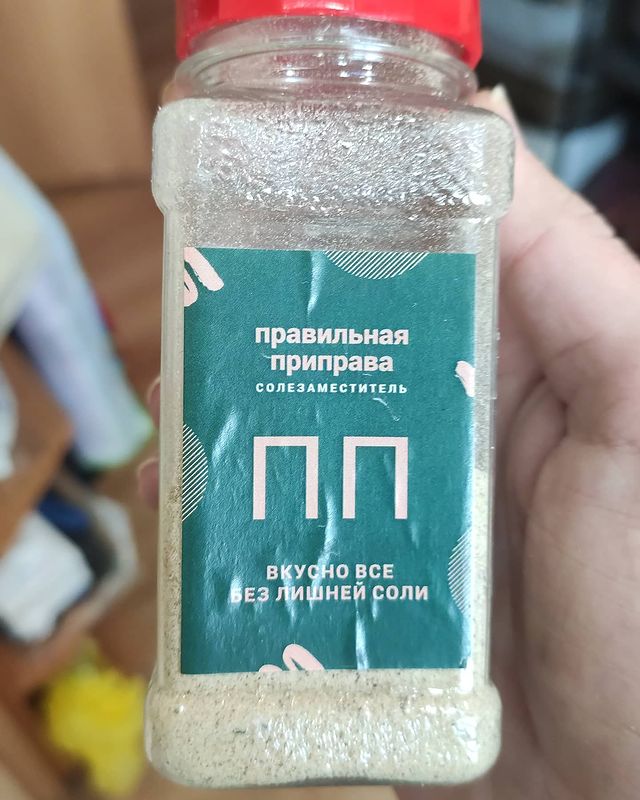 правильная
приправа
СОЛЕЗАМЕСТИТЕЛЬ
ПП
ВКУСНО ВСЕ
БЕЗ ЛИШНЕЙ СОЛИ